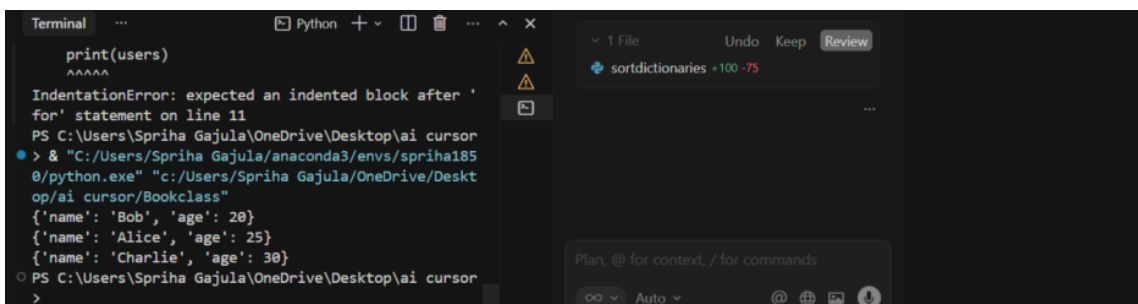 Terminal ... Python
print(users)
^^^^^
IndentationError: expected an indented block after '
for' statement on line 11
PS C:\Users\Spriha Gajula\OneDrive\Desktop\ai cursor
> & "C:/Users/Spriha Gajula/anaconda3/envs/spriha185
0/python.exe" "c:/Users/Spriha Gajula/OneDrive/Deskt
op/ai cursor/Bookclass"
{'name': 'Bob', 'age': 20}
{'name': 'Alice', 'age': 25}
{'name': 'Charlie', 'age': 30}
PS C:\Users\Spriha Gajula\OneDrive\Desktop\ai cursor
>
1 File Undo Keep Review
sortdictionaries +100 -75
Plan, @ for context, / for commands
Auto